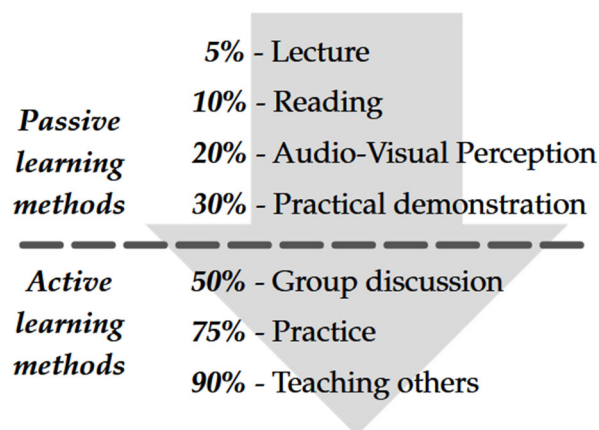 5% - Lecture
10% - Reading
20% - Audio-Visual Perception
30% - Practical demonstration
Passive
learning
methods
50% - Group discussion
75% - Practice
90% - Teaching others
Active
learning
methods